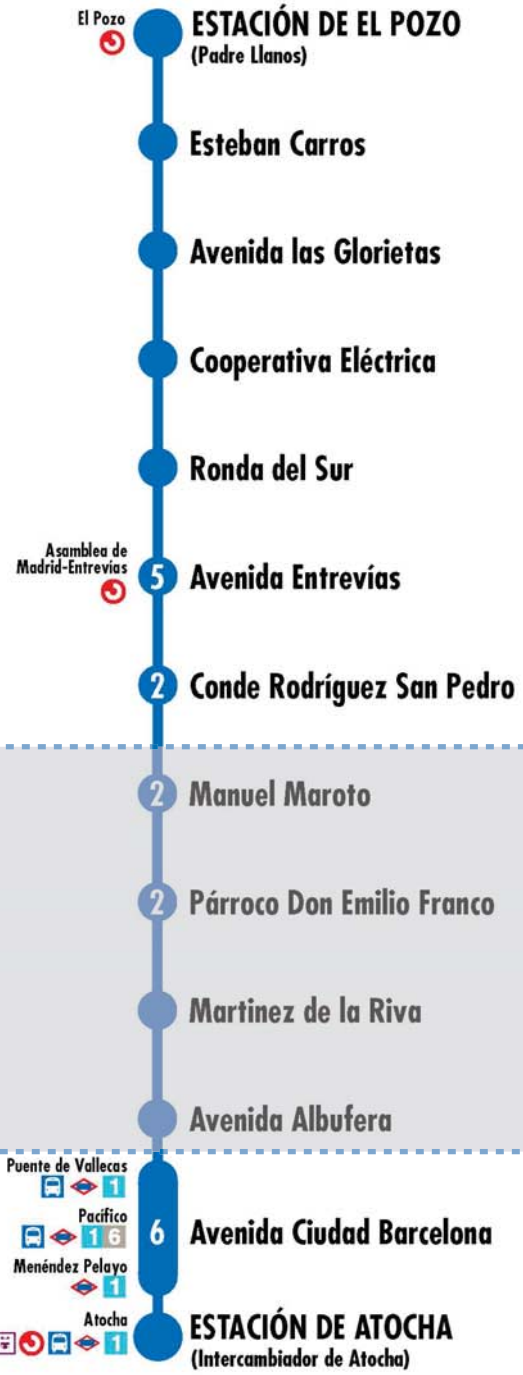 El Pozo
ESTACIÓN DE EL POZO
(Padre Llanos)
Esteban Carros
Avenida las Glorietas
Cooperativa Eléctrica
Ronda del Sur
Asamblea de
Madrid-Entrevías
5 Avenida Entrevías
2 Conde Rodríguez San Pedro
2 Manuel Maroto
2 Párroco Don Emilio Franco
Martinez de la Riva
Avenida Albufera
Puente de Vallecas
1
Pacífico
1 6
6 Avenida Ciudad Barcelona
Menéndez Pelayo
1
Atocha
1
ESTACIÓN DE ATOCHA
(Intercambiador de Atocha)